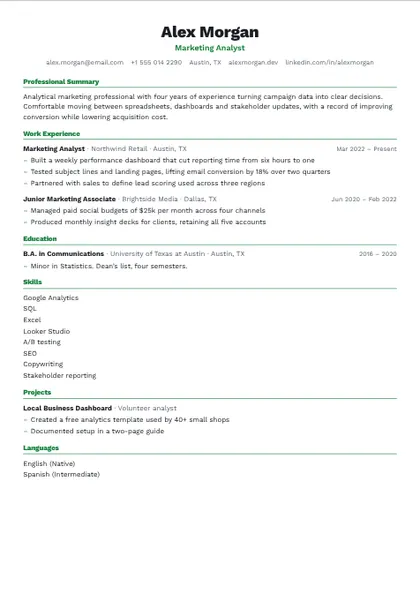 Alex Morgan
Marketing Analyst
alex.morgan@email.com +1 555 014 2290 Austin, TX alexmorgan.dev linkedin.com/in/alexmorgan
Professional Summary
Analytical marketing professional with four years of experience turning campaign data into clear decisions.
Comfortable moving between spreadsheets, dashboards and stakeholder updates, with a record of improving
conversion while lowering acquisition cost.
Work Experience
Marketing Analyst · Northwind Retail · Austin, TX Mar 2022 – Present
– Built a weekly performance dashboard that cut reporting time from six hours to one
– Tested subject lines and landing pages, lifting email conversion by 18% over two quarters
– Partnered with sales to define lead scoring used across three regions
Junior Marketing Associate · Brightside Media · Dallas, TX Jun 2020 – Feb 2022
– Managed paid social budgets of $25k per month across four channels
– Produced monthly insight decks for clients, retaining all five accounts
Education
B.A. in Communications · University of Texas at Austin · Austin, TX 2016 – 2020
– Minor in Statistics. Dean's list, four semesters.
Skills
Google Analytics
SQL
Excel
Looker Studio
A/B testing
SEO
Copywriting
Stakeholder reporting
Projects
Local Business Dashboard · Volunteer analyst
– Created a free analytics template used by 40+ small shops
– Documented setup in a two-page guide
Languages
English (Native)
Spanish (Intermediate)